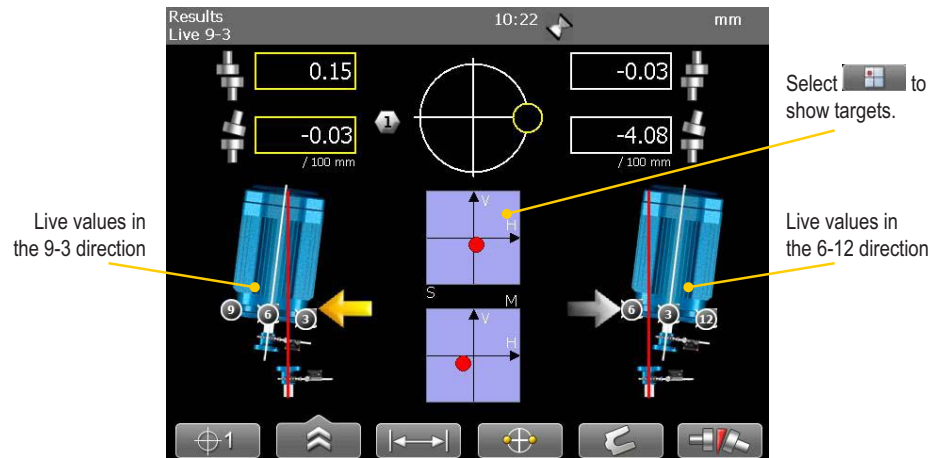 Results
Live 9-3
10:22
mm
0.15
-0.03
/ 100 mm
1
-0.03
-4.08
/ 100 mm
Select to
show targets.
Live values in
the 9-3 direction
Live values in
the 6-12 direction
V
H
S
M
V
H
9
6
3
6
3
12
1